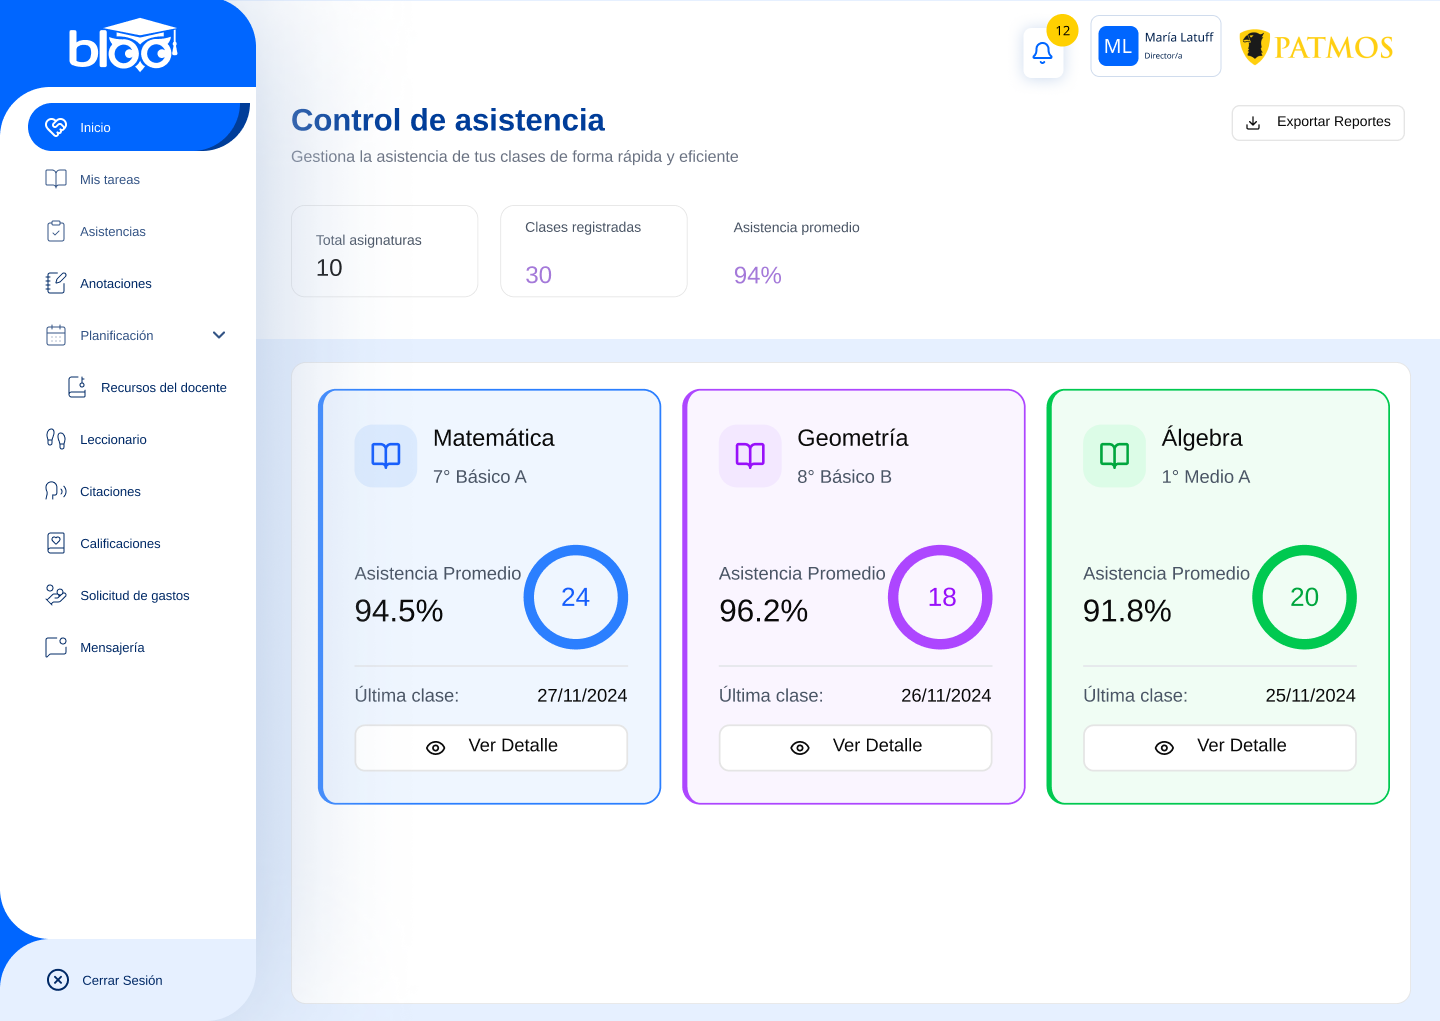 bloo
Inicio
Mis tareas
Asistencias
Anotaciones
Planificación
Recursos del docente
Leccionario
Citaciones
Calificaciones
Solicitud de gastos
Mensajería
Cerrar Sesión
12
ML
María Latuff
Director/a
PATMOS
Control de asistencia
Gestiona la asistencia de tus clases de forma rápida y eficiente
Exportar Reportes
Total asignaturas
10
Clases registradas
30
Asistencia promedio
94%
Matemática
7° Básico A
Asistencia Promedio
94.5%
24
Última clase: 27/11/2024
Ver Detalle
Geometría
8° Básico B
Asistencia Promedio
96.2%
18
Última clase: 26/11/2024
Ver Detalle
Álgebra
1° Medio A
Asistencia Promedio
91.8%
20
Última clase: 25/11/2024
Ver Detalle